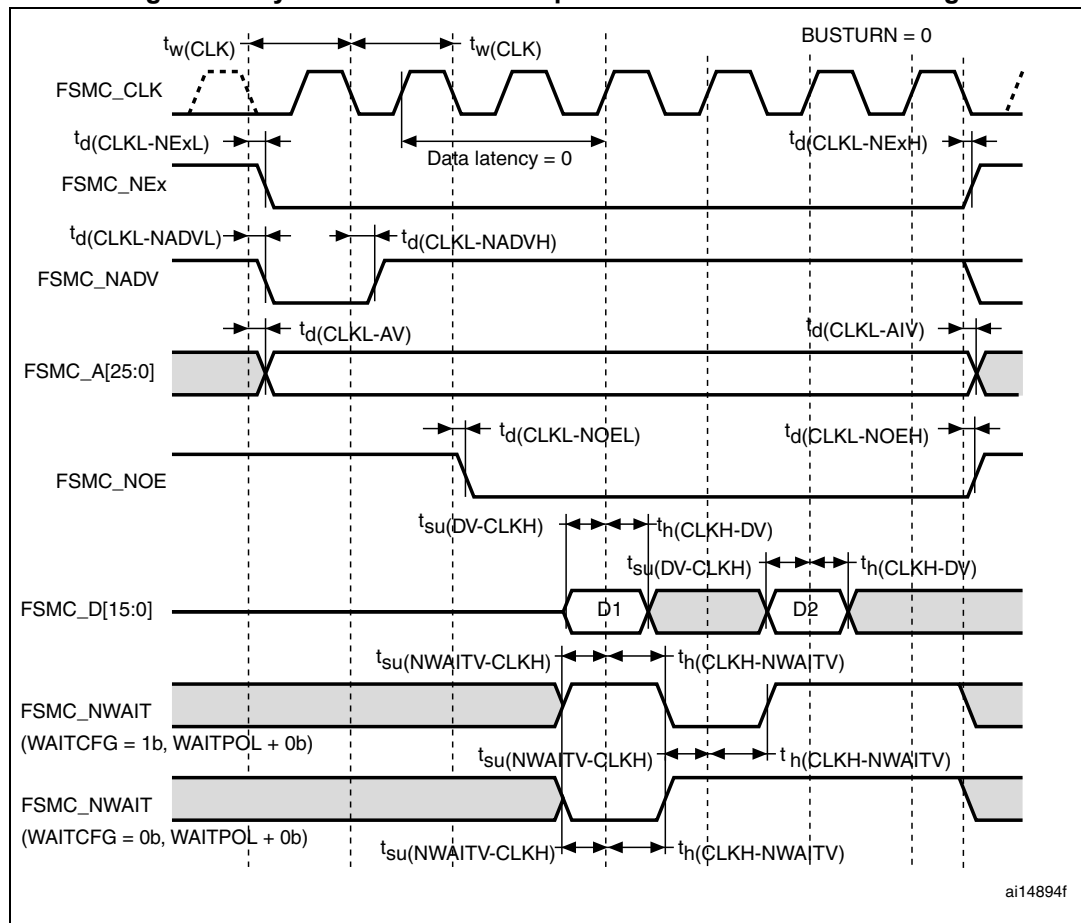 BUSTURN = 0
tw(CLK) tw(CLK)
FSMC_CLK
td(CLKL-NExL) Data latency = 0 td(CLKL-NExH)
FSMC_NEx
td(CLKL-NADVL) td(CLKL-NADVH)
FSMC_NADV
td(CLKL-AV) td(CLKL-AIV)
FSMC_A[25:0]
td(CLKL-NOEL) td(CLKL-NOEH)
FSMC_NOE
tsu(DV-CLKH) th(CLKH-DV)
tsu(DV-CLKH) th(CLKH-DV)
FSMC_D[15:0] D1 D2
tsu(NWAITV-CLKH) th(CLKH-NWAITV)
FSMC_NWAIT
(WAITCFG = 1b, WAITPOL + 0b)
tsu(NWAITV-CLKH) t h(CLKH-NWAITV)
FSMC_NWAIT
(WAITCFG = 0b, WAITPOL + 0b)
tsu(NWAITV-CLKH) th(CLKH-NWAITV)
ai14894f